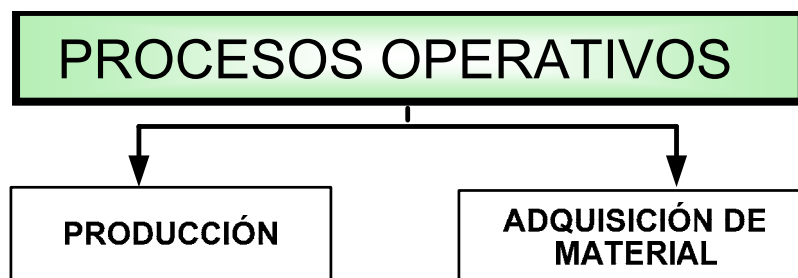 PROCESOS OPERATIVOS
PRODUCCIÓN
ADQUISICIÓN DE
MATERIAL